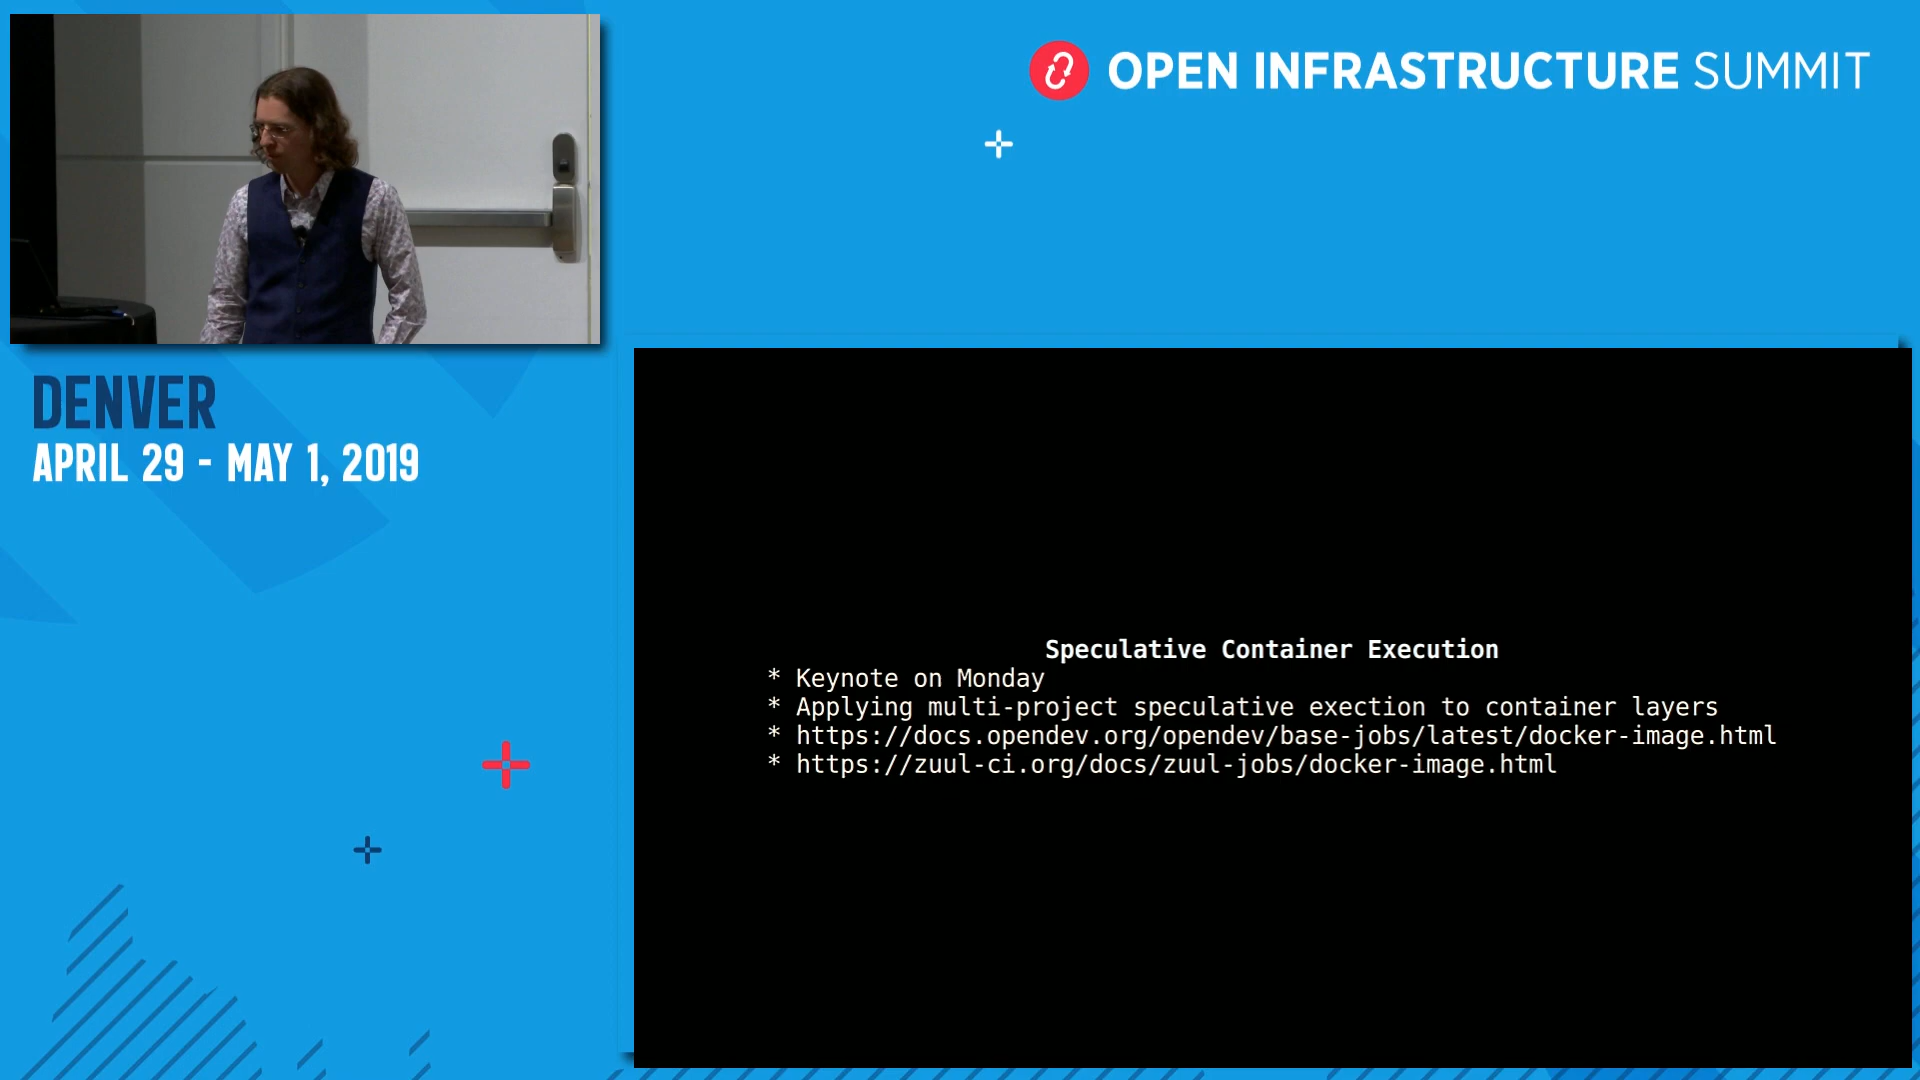 OPEN INFRASTRUCTURE SUMMIT
DENVER
APRIL 29 - MAY 1, 2019
Speculative Container Execution
* Keynote on Monday
* Applying multi-project speculative exection to container layers
* https://docs.opendev.org/opendev/base-jobs/latest/docker-image.html
* https://zuul-ci.org/docs/zuul-jobs/docker-image.html